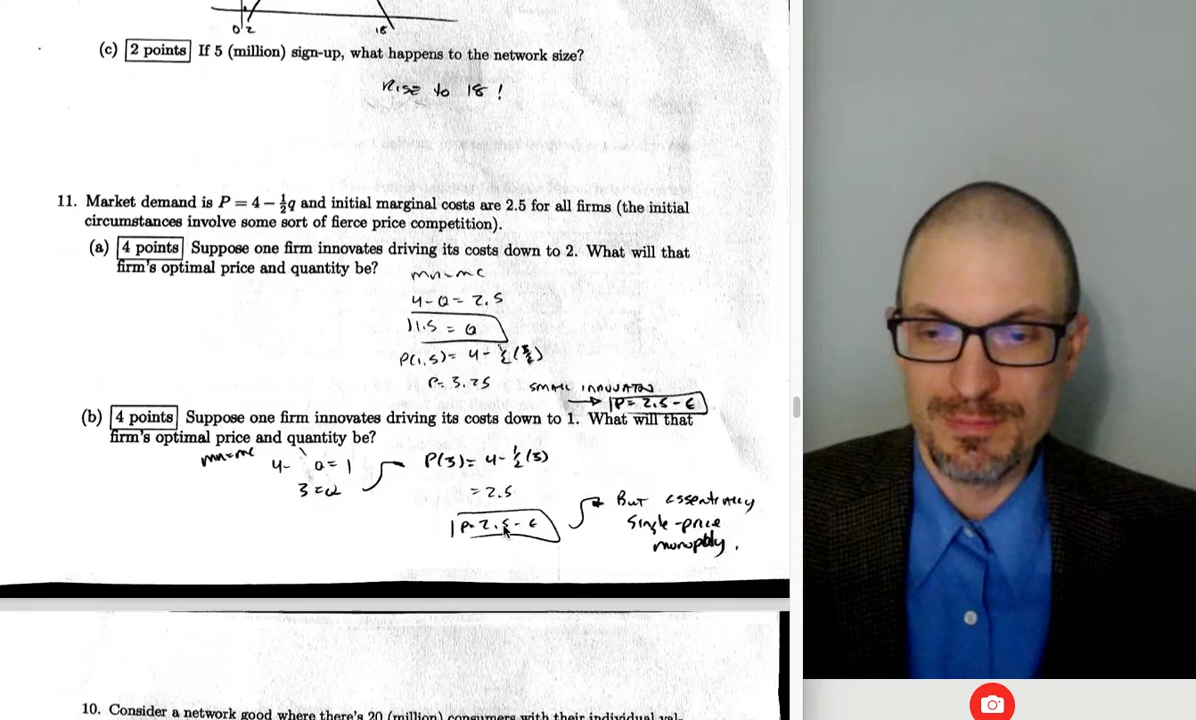 0 2 18
(c) 2 points If 5 (million) sign-up, what happens to the network size?
Rise to 18 !
11. Market demand is P = 4 − ½q and initial marginal costs are 2.5 for all firms (the initial
circumstances involve some sort of fierce price competition).
(a) 4 points Suppose one firm innovates driving its costs down to 2. What will that
firm's optimal price and quantity be?
MR=MC
4-Q = 2.5
1.5 = Q
P(1.5)= 4-
P= 3.25
SMALL INNOVATION
P= 2.5-ε
(b) 4 points Suppose one firm innovates driving its costs down to 1. What will that
firm's optimal price and quantity be?
MR=MC
4- Q = 1
3 = Q
P(3)= 4-½(3)
= 2.5
P=2.5-ε
But essentially
single-price
monopoly.
10. Consider a network good where there's 20 (million) consumers with their individual val-